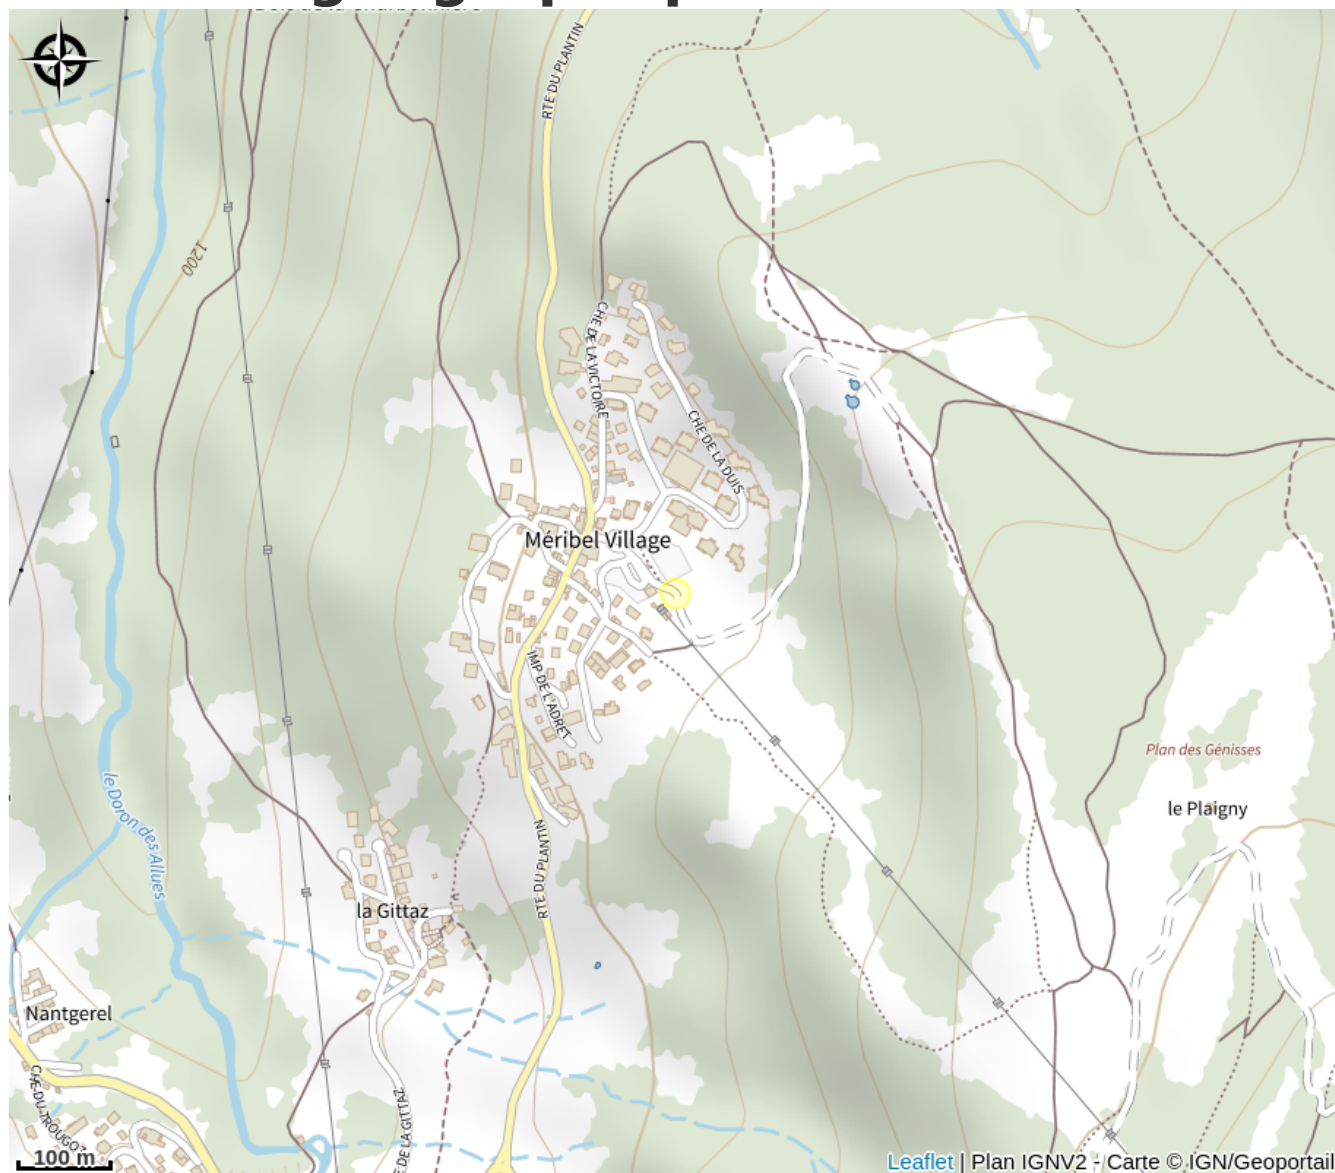 RTE DU PLANTIN
1200
CHE DE LA VICTOIRE
CHE DE LA DUIS
Méribel Village
IMP DE L'ADRET
Plan des Génisses
le Plaigny
le Doron des Allues
RTE DU PLANTIN
la Gittaz
Nantgerel
CHE DU TROUGOT
E DE LA GITTAZ
100 m
Leaflet | Plan IGNV2 - Carte © IGN/Geoportail